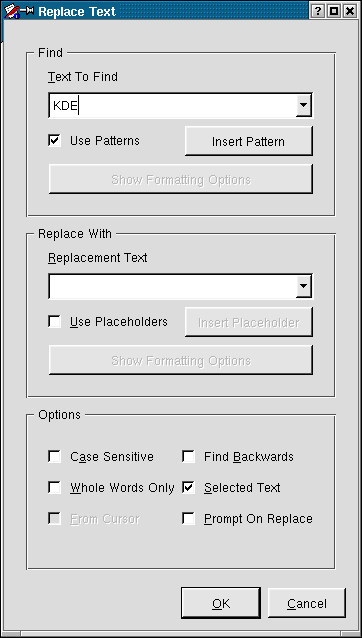 Replace Text
Find
Text To Find
KDE
Use Patterns Insert Pattern
Show Formatting Options
Replace With
Replacement Text
Use Placeholders Insert Placeholder
Show Formatting Options
Options
Case Sensitive Find Backwards
Whole Words Only Selected Text
From Cursor Prompt On Replace
OK Cancel